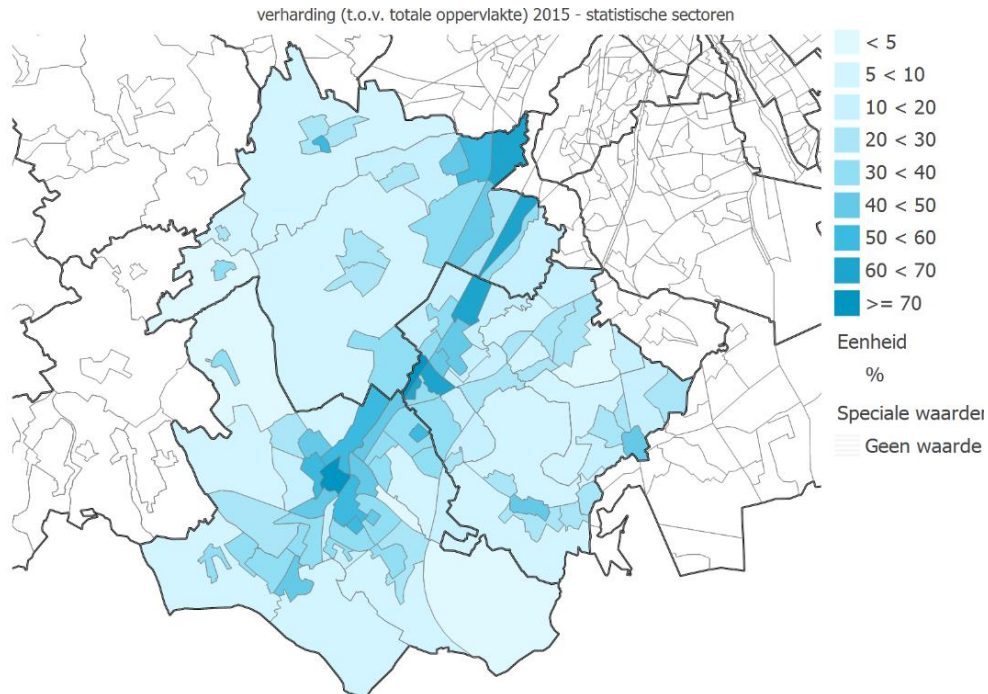 verharding (t.o.v. totale oppervlakte) 2015 - statistische sectoren
< 5
5 < 10
10 < 20
20 < 30
30 < 40
40 < 50
50 < 60
60 < 70
>= 70
Eenheid
%
Speciale waarden
Geen waarde